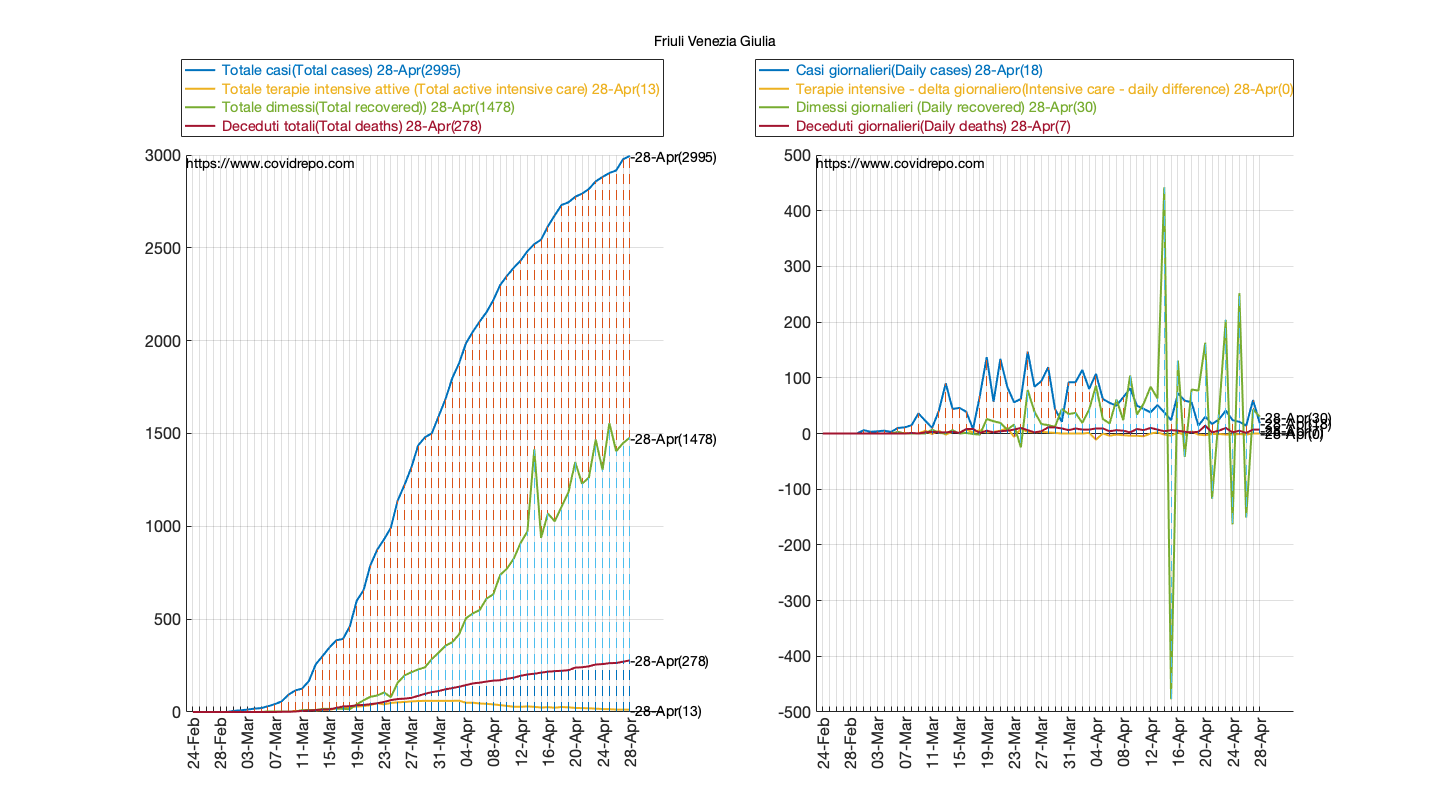 Friuli Venezia Giulia
Totale casi(Total cases) 28-Apr(2995)
Totale terapie intensive attive (Total active intensive care) 28-Apr(13)
Totale dimessi(Total recovered)) 28-Apr(1478)
Deceduti totali(Total deaths) 28-Apr(278)
3000
2500
2000
1500
1000
500
0
https://www.covidrepo.com
-28-Apr(2995)
-28-Apr(1478)
-28-Apr(278)
-28-Apr(13)
24-Feb
28-Feb
03-Mar
07-Mar
11-Mar
15-Mar
19-Mar
23-Mar
27-Mar
31-Mar
04-Apr
08-Apr
12-Apr
16-Apr
20-Apr
24-Apr
28-Apr
Casi giornalieri(Daily cases) 28-Apr(18)
Terapie intensive - delta giornaliero(Intensive care - daily difference) 28-Apr(0)
Dimessi giornalieri (Daily recovered) 28-Apr(30)
Deceduti giornalieri(Daily deaths) 28-Apr(7)
500
400
300
200
100
0
-100
-200
-300
-400
-500
https://www.covidrepo.com
-28-Apr(30)
-28-Apr(18)
-28-Apr(0)
24-Feb
28-Feb
03-Mar
07-Mar
11-Mar
15-Mar
19-Mar
23-Mar
27-Mar
31-Mar
04-Apr
08-Apr
12-Apr
16-Apr
20-Apr
24-Apr
28-Apr